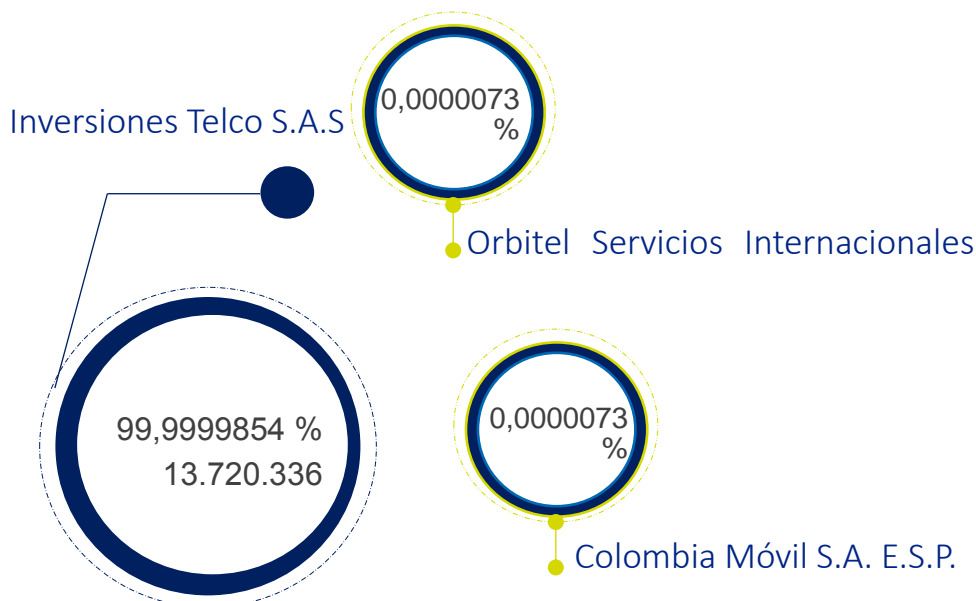 0,0000073
%
Inversiones Telco S.A.S
Orbitel Servicios Internacionales
99,9999854 %
13.720.336
0,0000073
%
Colombia Móvil S.A. E.S.P.